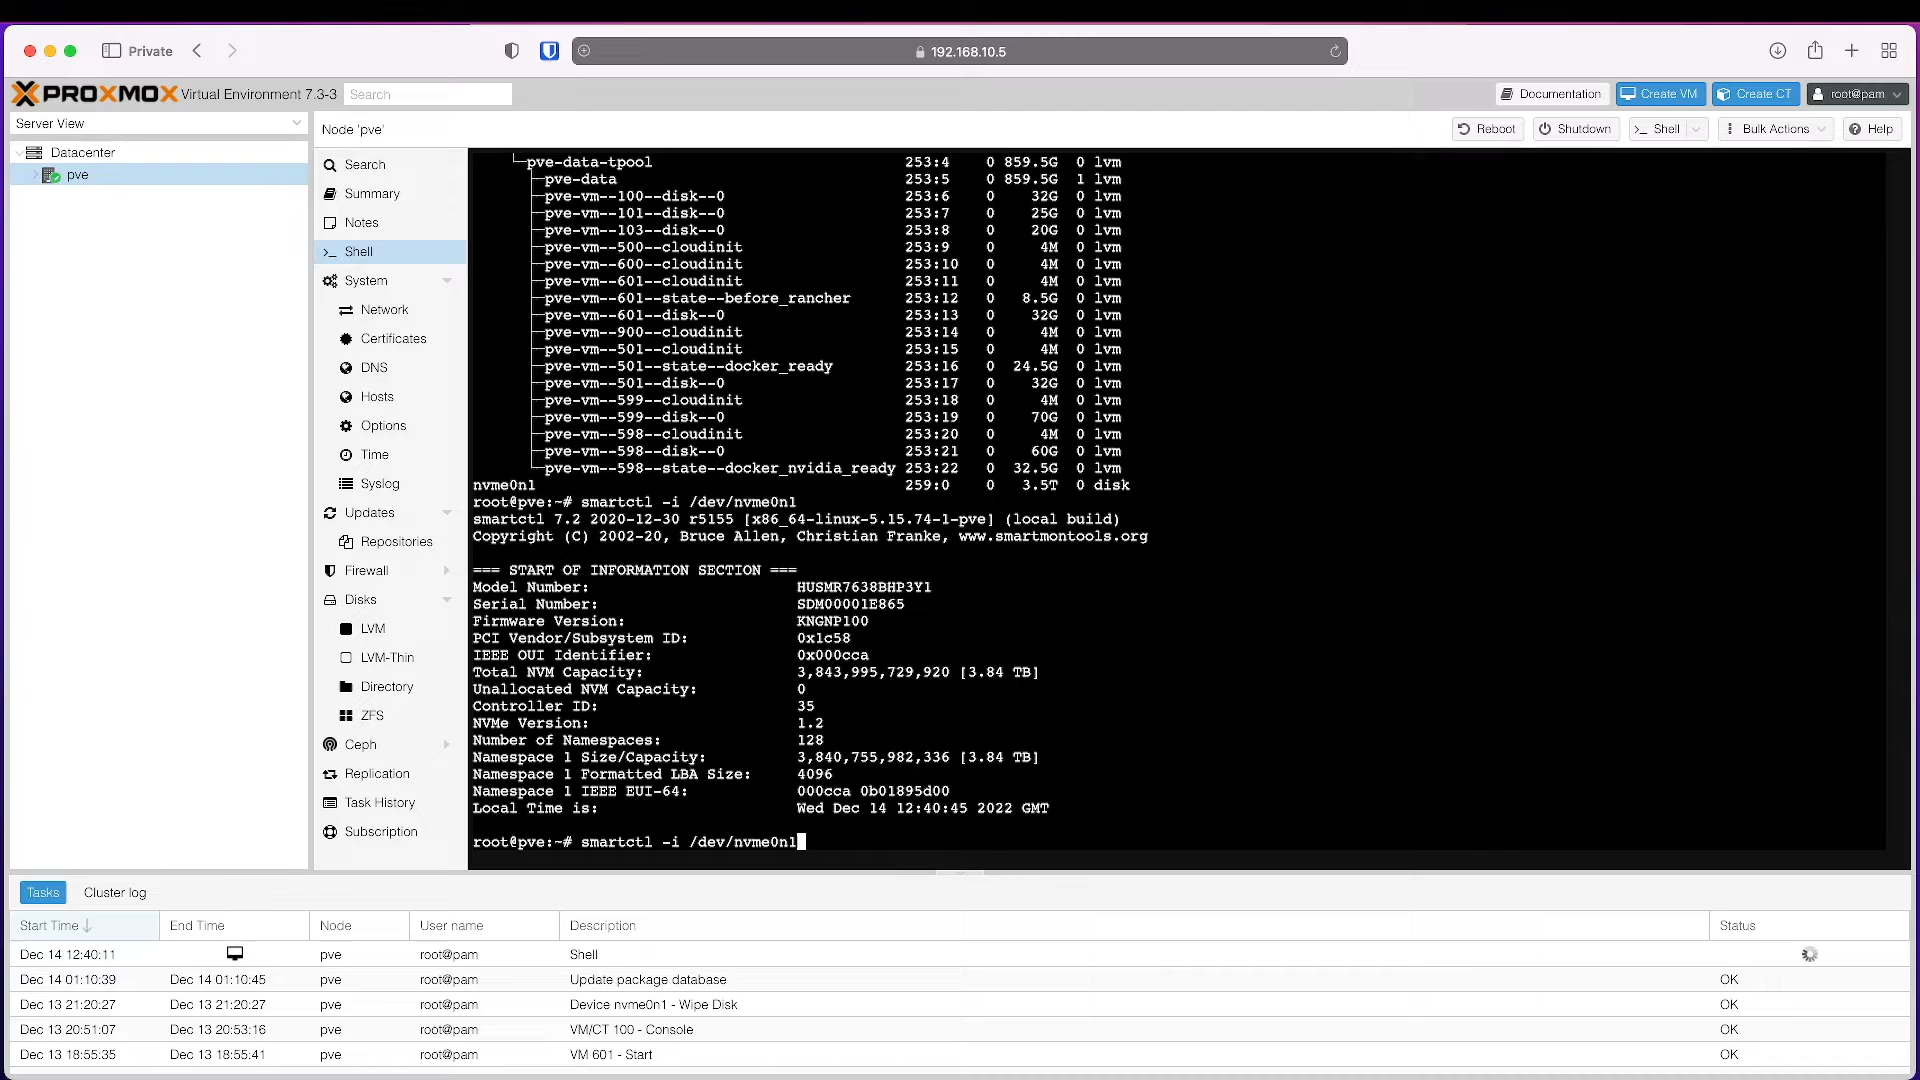 Private
192.168.10.5
PROXMOX Virtual Environment 7.3-3 Search Documentation Create VM Create CT root@pam
Server View
Datacenter
pve
Node 'pve' Reboot Shutdown >_ Shell Bulk Actions Help
Search
Summary
Notes
>_ Shell
System
Network
Certificates
DNS
Hosts
Options
Time
Syslog
Updates
Repositories
Firewall
Disks
LVM
LVM-Thin
Directory
ZFS
Ceph
Replication
Task History
Subscription
└─pve-data-tpool 253:4 0 859.5G 0 lvm
├─pve-data 253:5 0 859.5G 1 lvm
├─pve-vm--100--disk--0 253:6 0 32G 0 lvm
├─pve-vm--101--disk--0 253:7 0 25G 0 lvm
├─pve-vm--103--disk--0 253:8 0 20G 0 lvm
├─pve-vm--500--cloudinit 253:9 0 4M 0 lvm
├─pve-vm--600--cloudinit 253:10 0 4M 0 lvm
├─pve-vm--601--cloudinit 253:11 0 4M 0 lvm
├─pve-vm--601--state--before_rancher 253:12 0 8.5G 0 lvm
├─pve-vm--601--disk--0 253:13 0 32G 0 lvm
├─pve-vm--900--cloudinit 253:14 0 4M 0 lvm
├─pve-vm--501--cloudinit 253:15 0 4M 0 lvm
├─pve-vm--501--state--docker_ready 253:16 0 24.5G 0 lvm
├─pve-vm--501--disk--0 253:17 0 32G 0 lvm
├─pve-vm--599--cloudinit 253:18 0 4M 0 lvm
├─pve-vm--599--disk--0 253:19 0 70G 0 lvm
├─pve-vm--598--cloudinit 253:20 0 4M 0 lvm
├─pve-vm--598--disk--0 253:21 0 60G 0 lvm
└─pve-vm--598--state--docker_nvidia_ready 253:22 0 32.5G 0 lvm
nvme0n1 259:0 0 3.5T 0 disk
root@pve:~# smartctl -i /dev/nvme0n1
smartctl 7.2 2020-12-30 r5155 [x86_64-linux-5.15.74-1-pve] (local build)
Copyright (C) 2002-20, Bruce Allen, Christian Franke, www.smartmontools.org
=== START OF INFORMATION SECTION ===
Model Number: HUSMR7638BHP3Y1
Serial Number: SDM00001E865
Firmware Version: KNGNP100
PCI Vendor/Subsystem ID: 0x1c58
IEEE OUI Identifier: 0x000cca
Total NVM Capacity: 3,843,995,729,920 [3.84 TB]
Unallocated NVM Capacity: 0
Controller ID: 35
NVMe Version: 1.2
Number of Namespaces: 128
Namespace 1 Size/Capacity: 3,840,755,982,336 [3.84 TB]
Namespace 1 Formatted LBA Size: 4096
Namespace 1 IEEE EUI-64: 000cca 0b01895d00
Local Time is: Wed Dec 14 12:40:45 2022 GMT
root@pve:~# smartctl -i /dev/nvme0n1
Tasks Cluster log
Start Time End Time Node User name Description Status
Dec 14 12:40:11 pve root@pam Shell
Dec 14 01:10:39 Dec 14 01:10:45 pve root@pam Update package database OK
Dec 13 21:20:27 Dec 13 21:20:27 pve root@pam Device nvme0n1 - Wipe Disk OK
Dec 13 20:51:07 Dec 13 20:53:16 pve root@pam VM/CT 100 - Console OK
Dec 13 18:55:35 Dec 13 18:55:41 pve root@pam VM 601 - Start OK